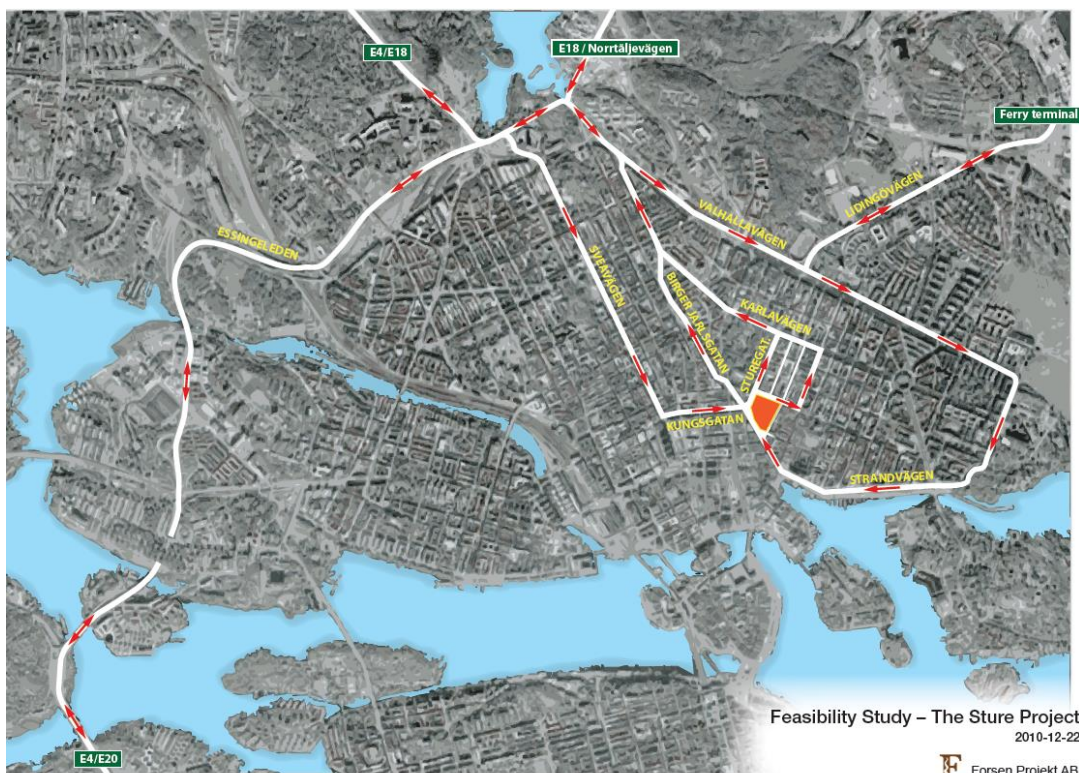 E4/E18
E18 / Norrtäljevägen
Ferry terminal
LIDINGÖVÄGEN
VALHALLAVÄGEN
ESSINGELEDEN
SVEAVÄGEN
BIRGER JARLSGATAN
KARLAVÄGEN
STUREGAT.
KUNGSGATAN
STRANDVÄGEN
E4/E20
Feasibility Study – The Sture Project
2010-12-22
Forsen Projekt AB